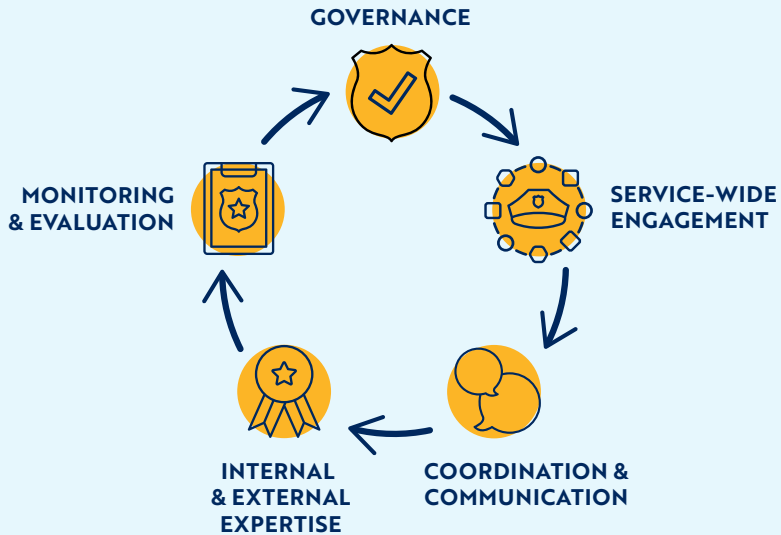 GOVERNANCE
SERVICE-WIDE
ENGAGEMENT
COORDINATION &
COMMUNICATION
INTERNAL
& EXTERNAL
EXPERTISE
MONITORING
& EVALUATION